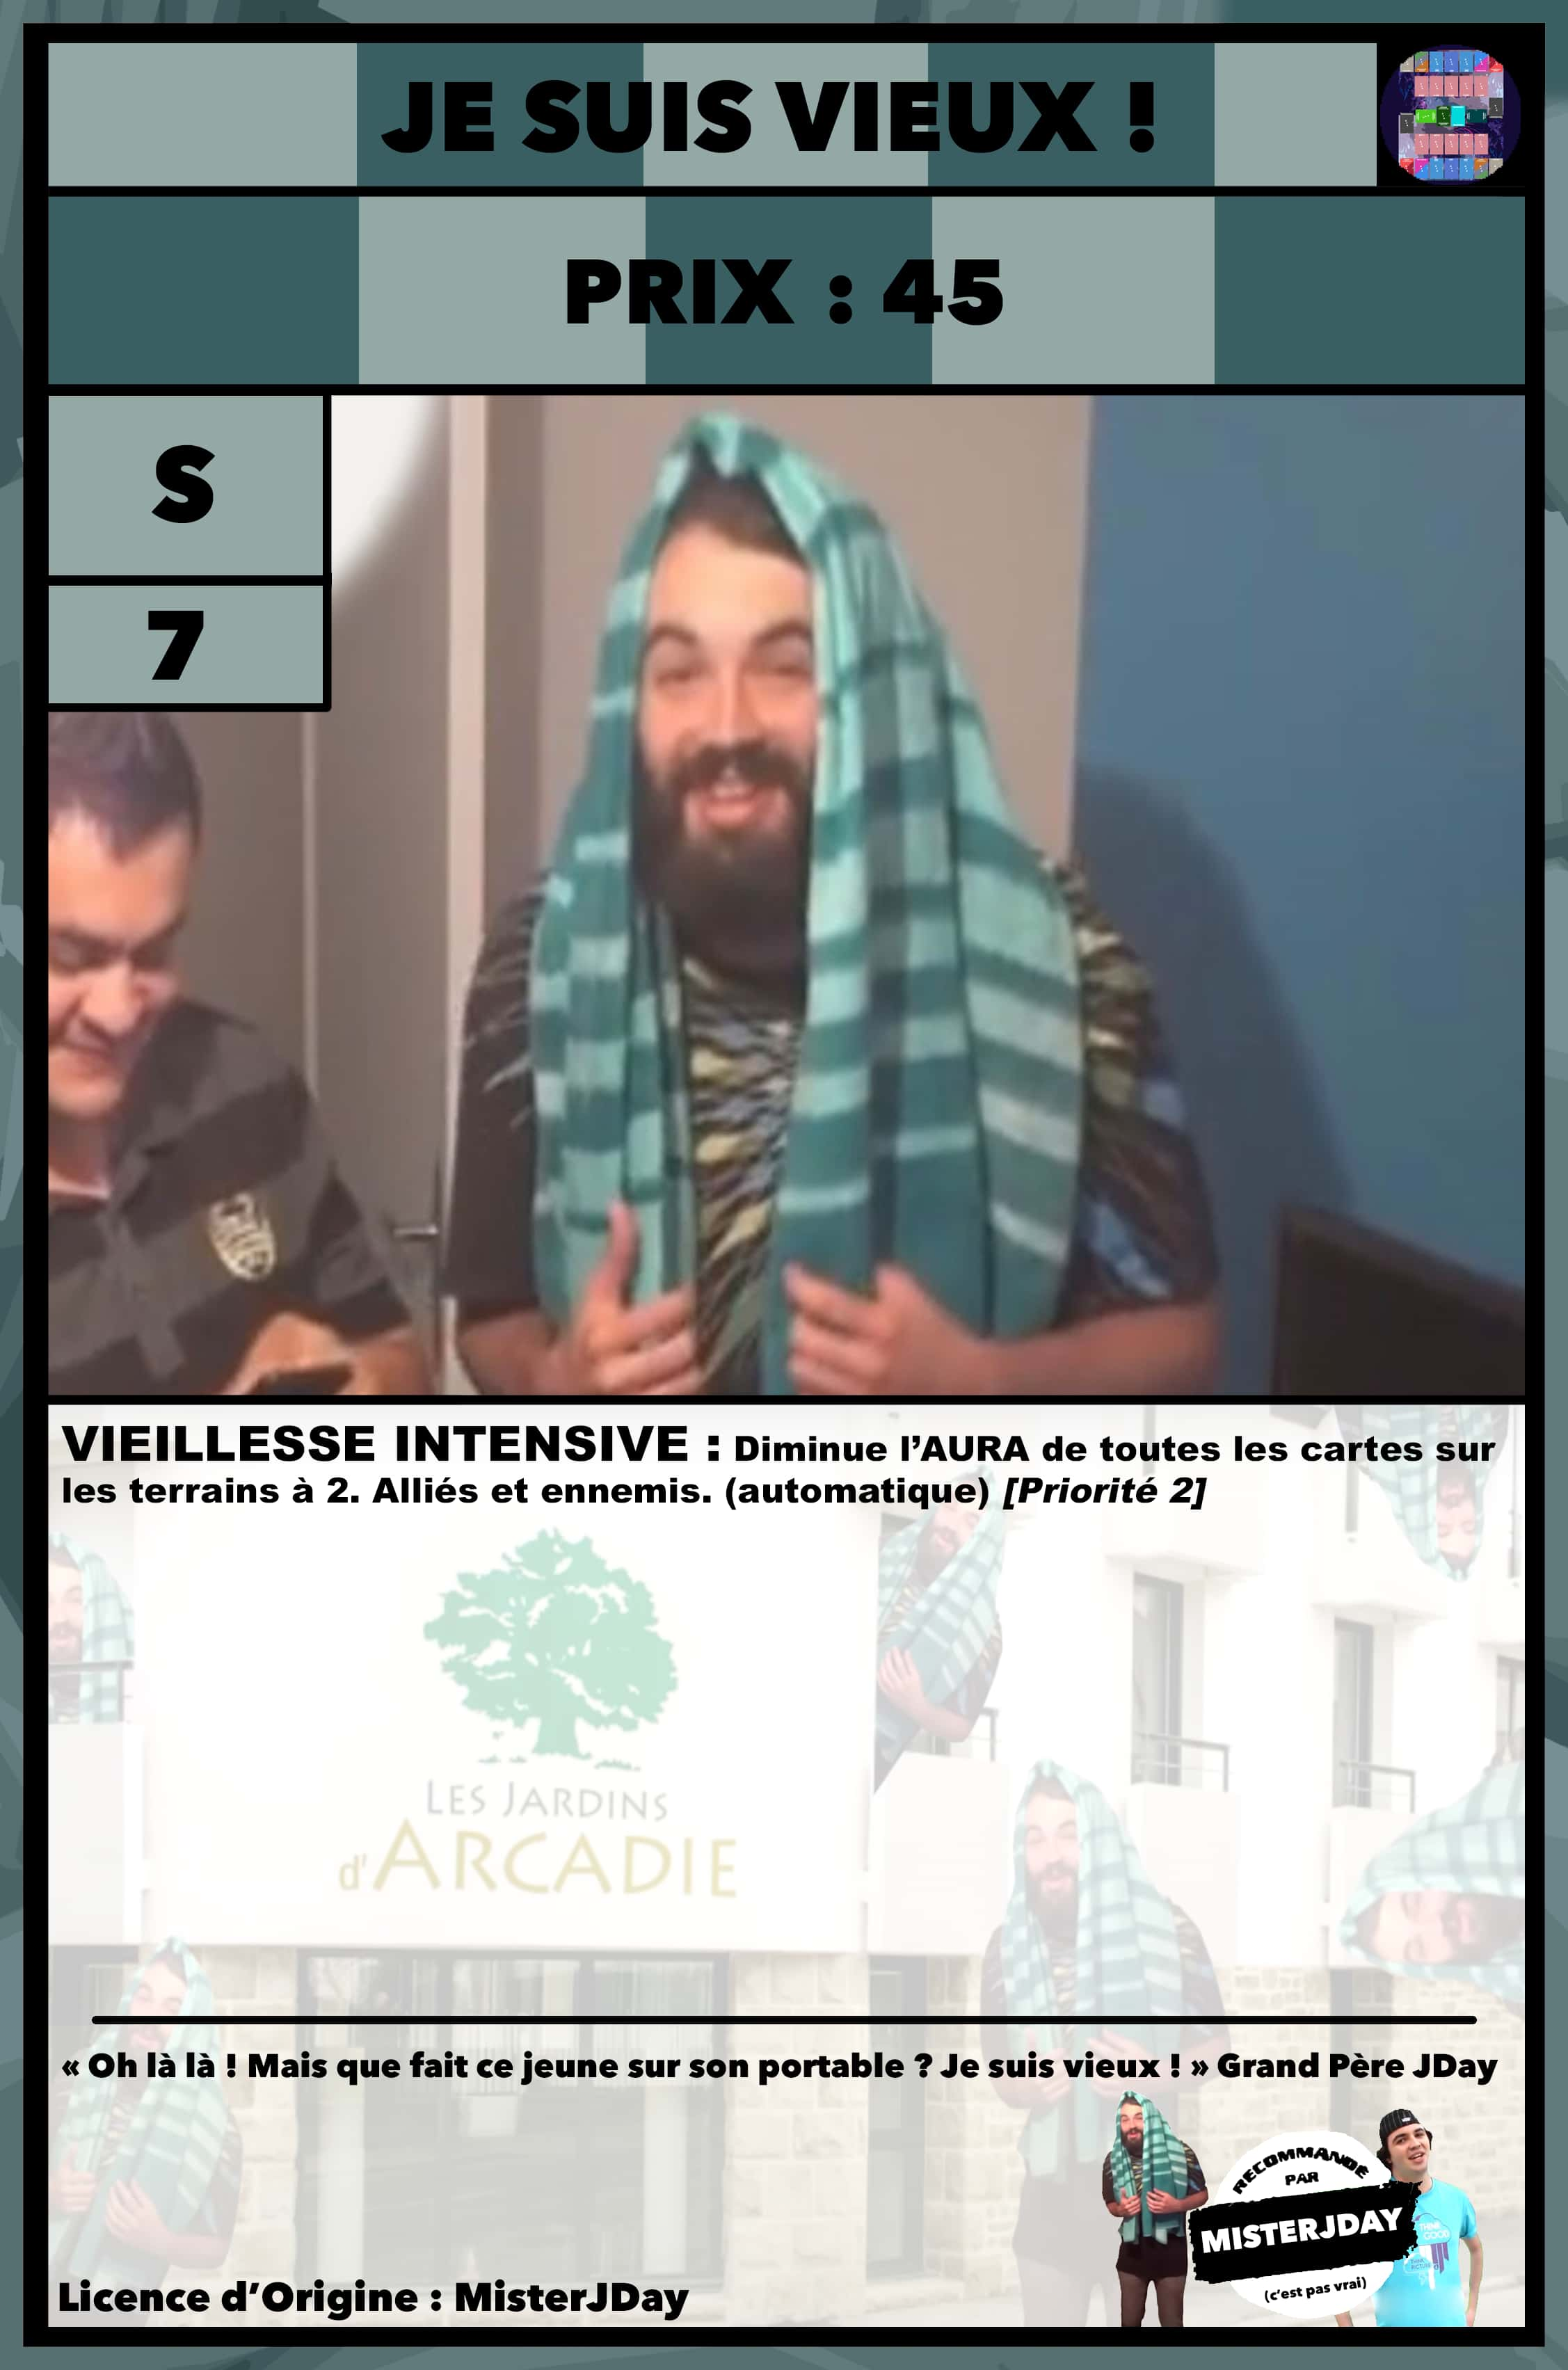 JE SUIS VIEUX !
PRIX : 45
S
7
VIEILLESSE INTENSIVE : Diminue l’AURA de toutes les cartes sur
les terrains à 2. Alliés et ennemis. (automatique) [Priorité 2]
LES JARDINS
d'ARCADIE
« Oh là là ! Mais que fait ce jeune sur son portable ? Je suis vieux ! » Grand Père JDay
RECOMMANDÉ
PAR
MISTERJDAY
(c'est pas vrai)
Licence d’Origine : MisterJDay